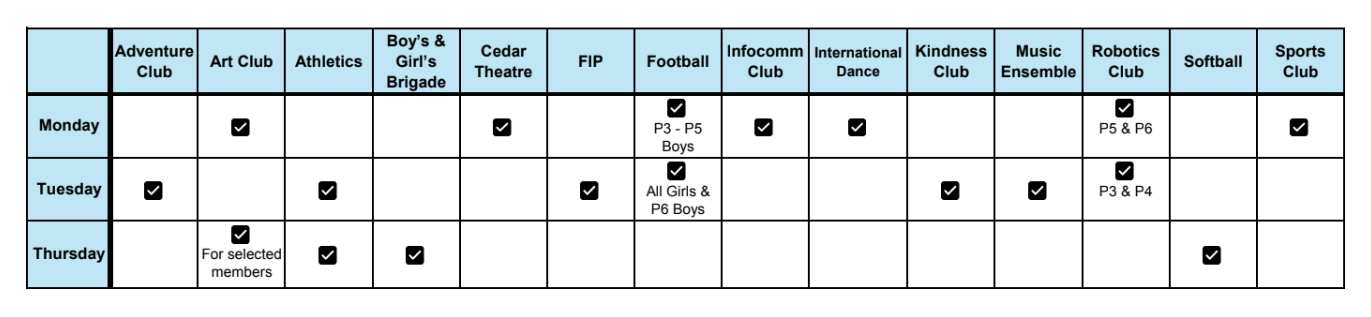 Adventure Club
Art Club
Athletics
Boy's & Girl's Brigade
Cedar Theatre
FIP
Football
Infocomm Club
International Dance
Kindness Club
Music Ensemble
Robotics Club
Softball
Sports Club
Monday
P3 - P5
Boys
P5 & P6
Tuesday
All Girls &
P6 Boys
P3 & P4
Thursday
For selected
members